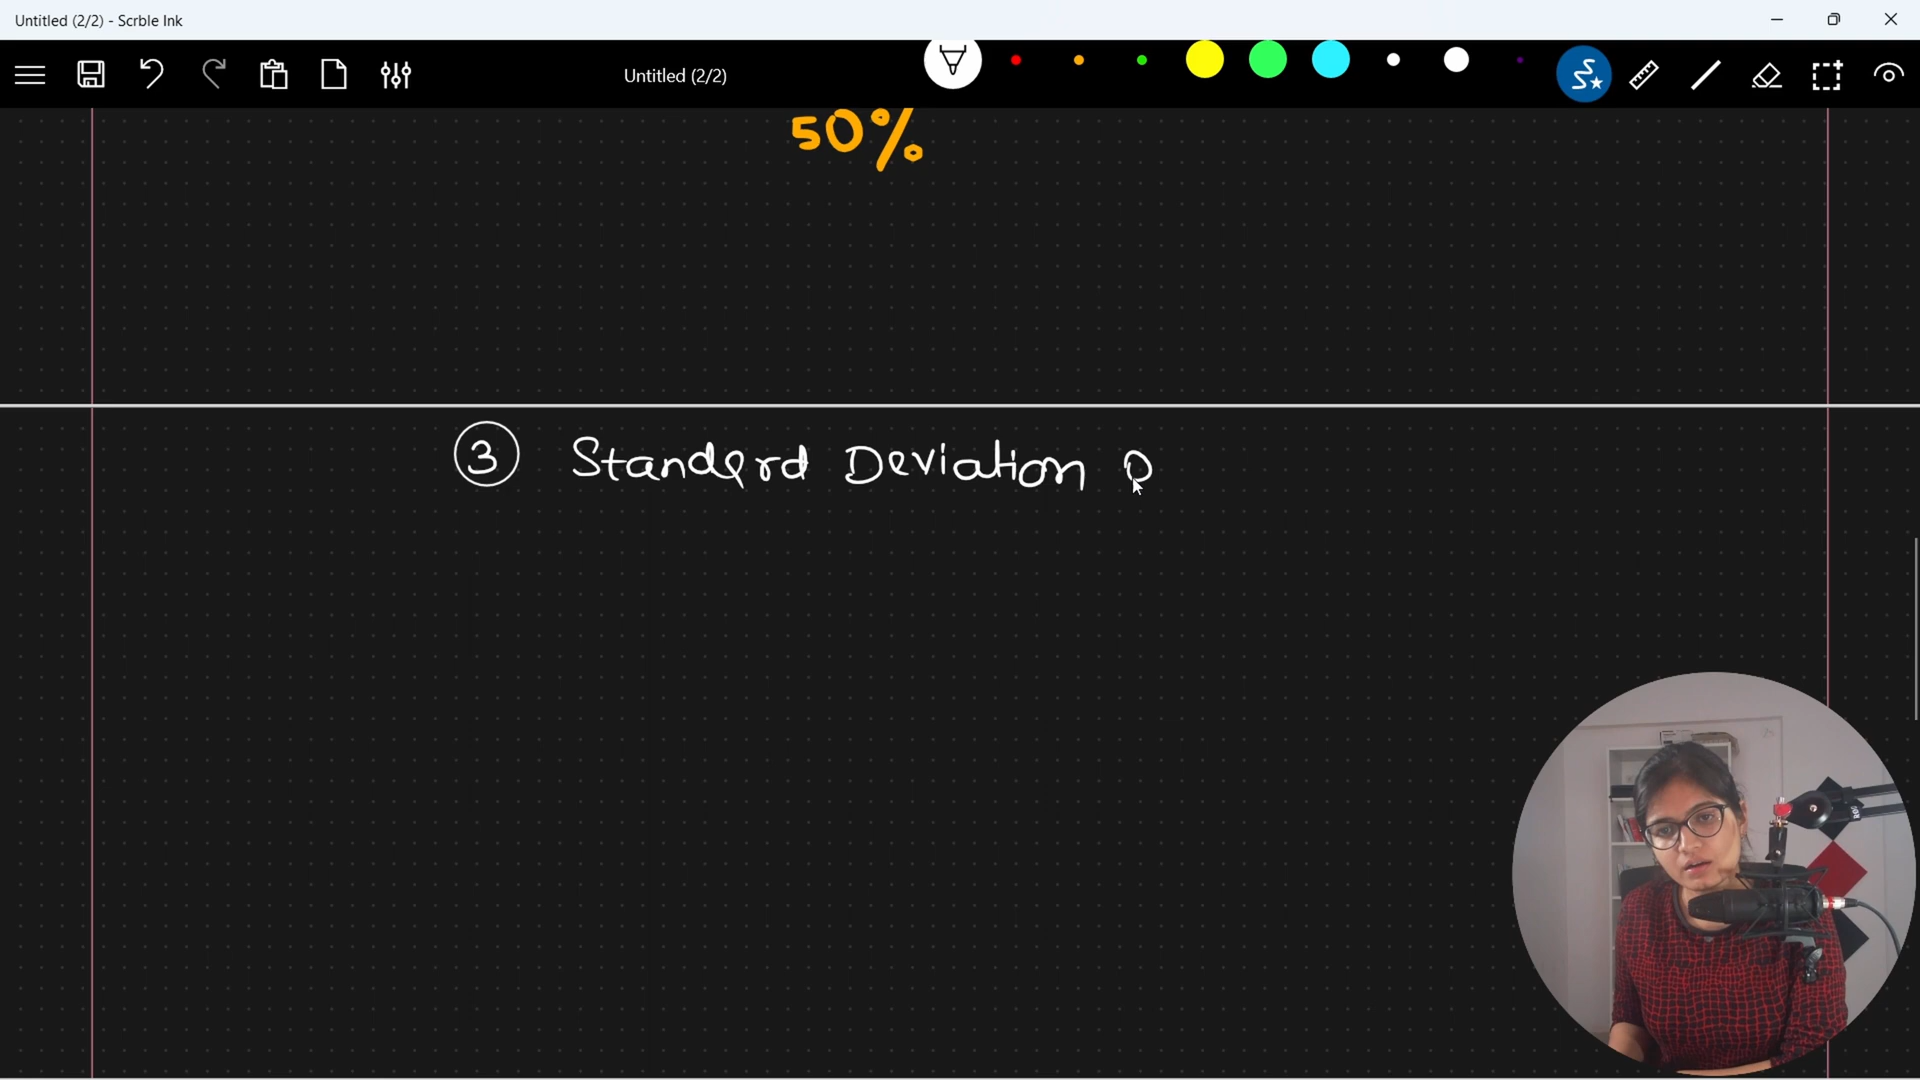 Untitled (2/2) - Scrble Ink
Untitled (2/2)
50%
3 Standard Deviation